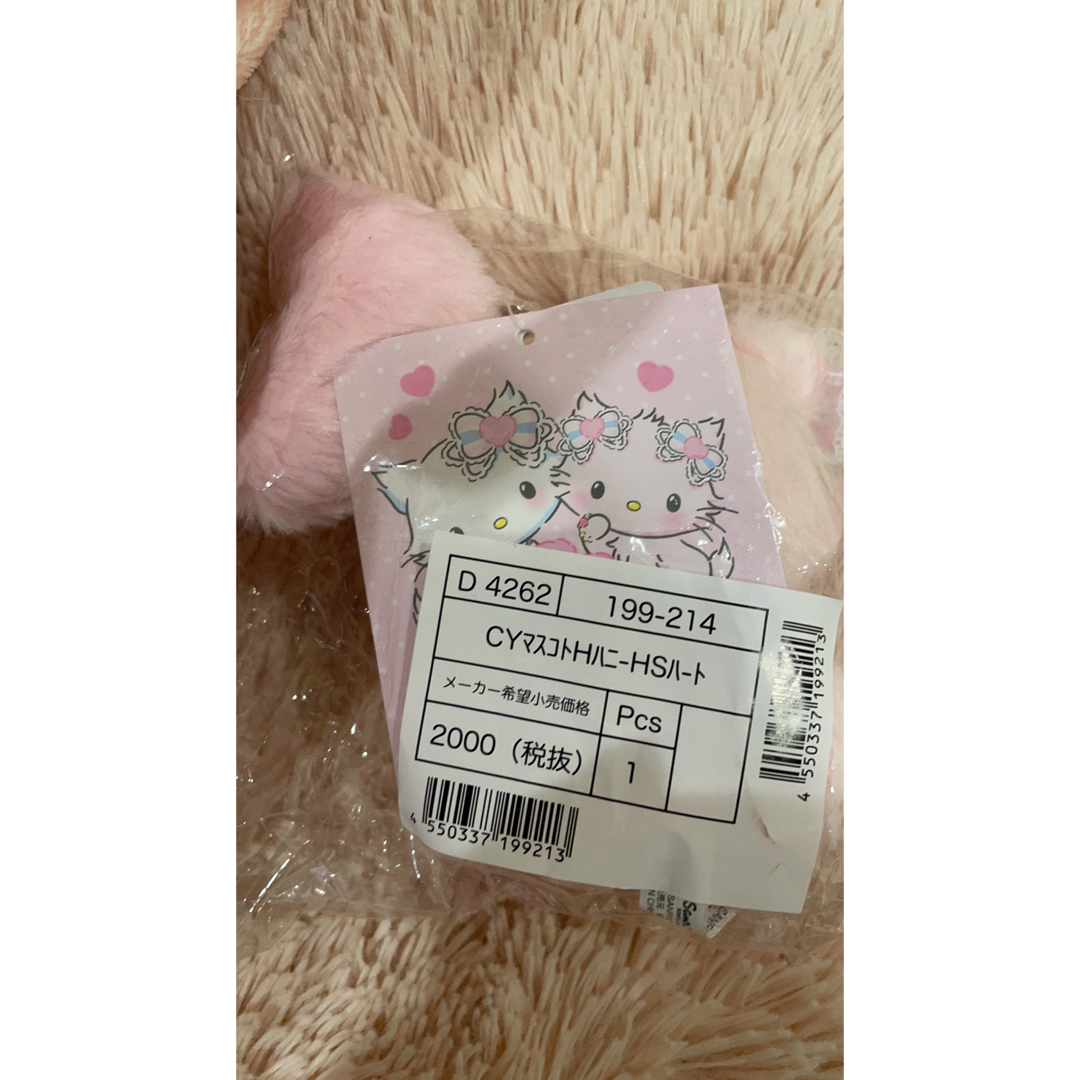 D 4262
199-214
CYマスコトHハニーHSハート
メーカー希望小売価格
Pcs
2000（税抜）
1
4 550337 199213
4 550337 199213